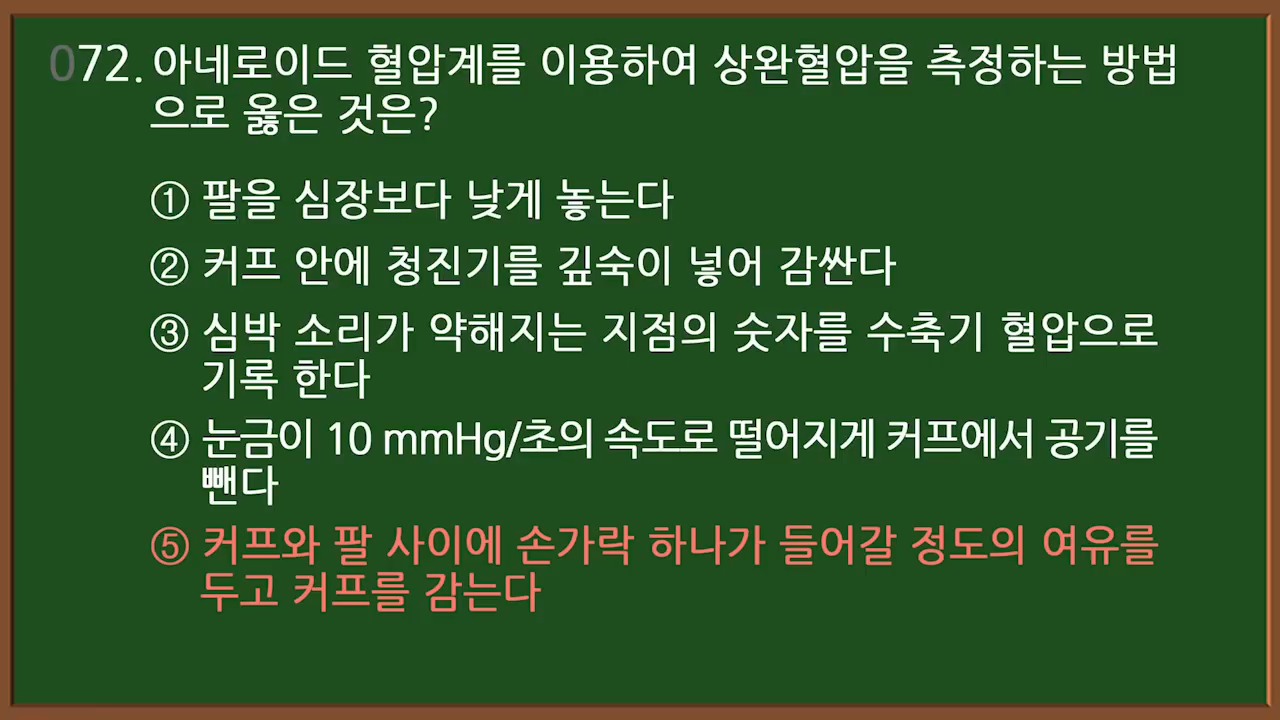 072. 아네로이드 혈압계를 이용하여 상완혈압을 측정하는 방법
으로 옳은 것은?
① 팔을 심장보다 낮게 놓는다
② 커프 안에 청진기를 깊숙이 넣어 감싼다
③ 심박 소리가 약해지는 지점의 숫자를 수축기 혈압으로
기록 한다
④ 눈금이 10 mmHg/초의 속도로 떨어지게 커프에서 공기를
뺀다
⑤ 커프와 팔 사이에 손가락 하나가 들어갈 정도의 여유를
두고 커프를 감는다